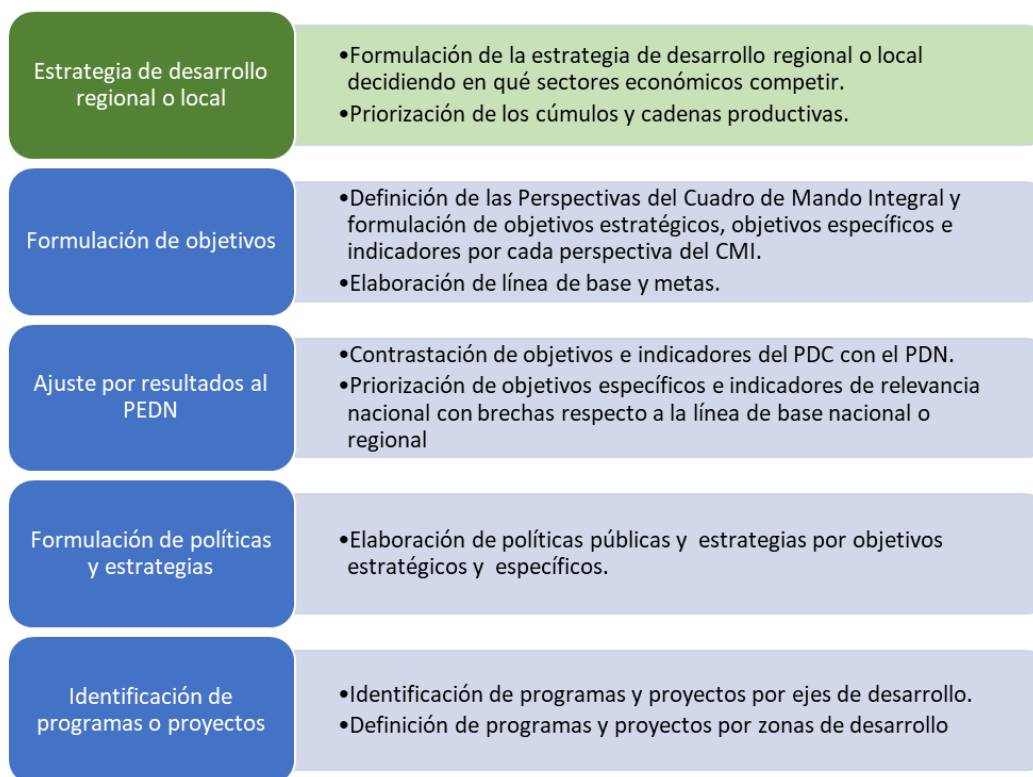 Estrategia de desarrollo
regional o local
•Formulación de la estrategia de desarrollo regional o local
decidiendo en qué sectores económicos competir.
•Priorización de los cúmulos y cadenas productivas.
Formulación de objetivos
•Definición de las Perspectivas del Cuadro de Mando Integral y
formulación de objetivos estratégicos, objetivos específicos e
indicadores por cada perspectiva del CMI.
•Elaboración de línea de base y metas.
Ajuste por resultados al
PEDN
•Contrastación de objetivos e indicadores del PDC con el PDN.
•Priorización de objetivos específicos e indicadores de relevancia
nacional con brechas respecto a la línea de base nacional o
regional
Formulación de políticas
y estrategias
•Elaboración de políticas públicas y estrategias por objetivos
estratégicos y específicos.
Identificación de
programas o proyectos
•Identificación de programas y proyectos por ejes de desarrollo.
•Definición de programas y proyectos por zonas de desarrollo